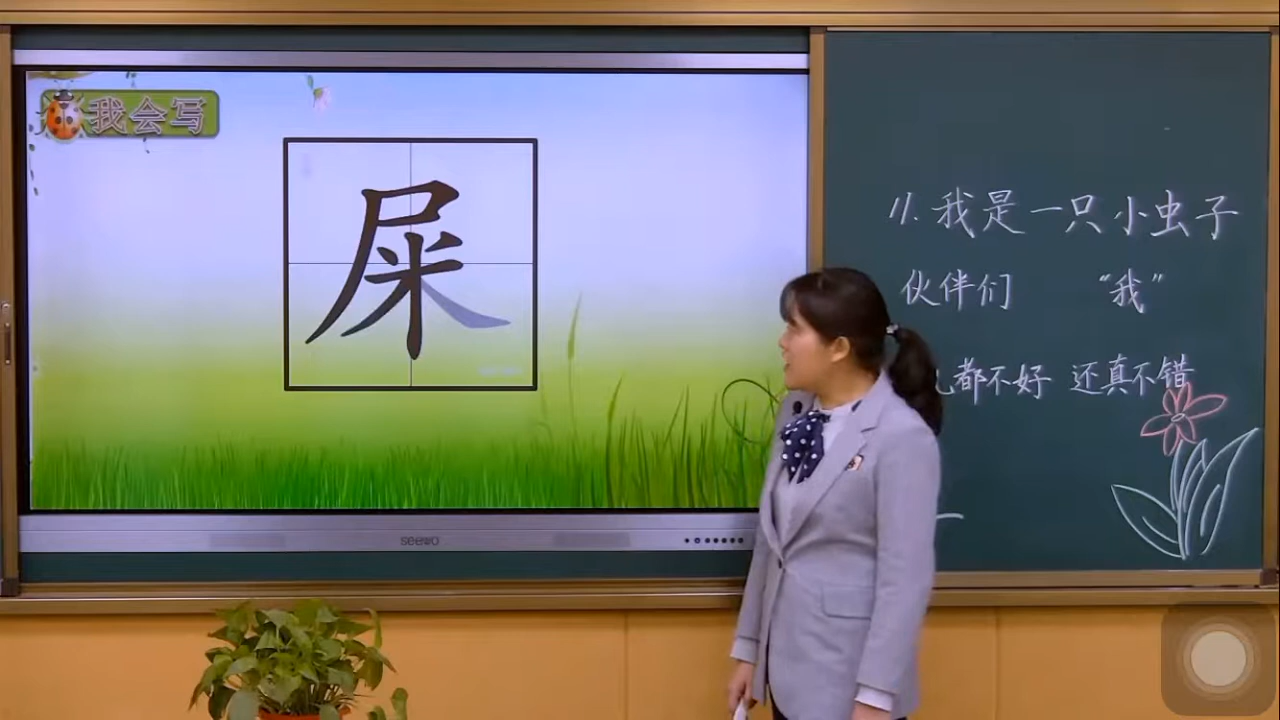 我会写
屎
seewo
11. 我是一只小虫子
伙伴们 “我”
都不好 还真不错